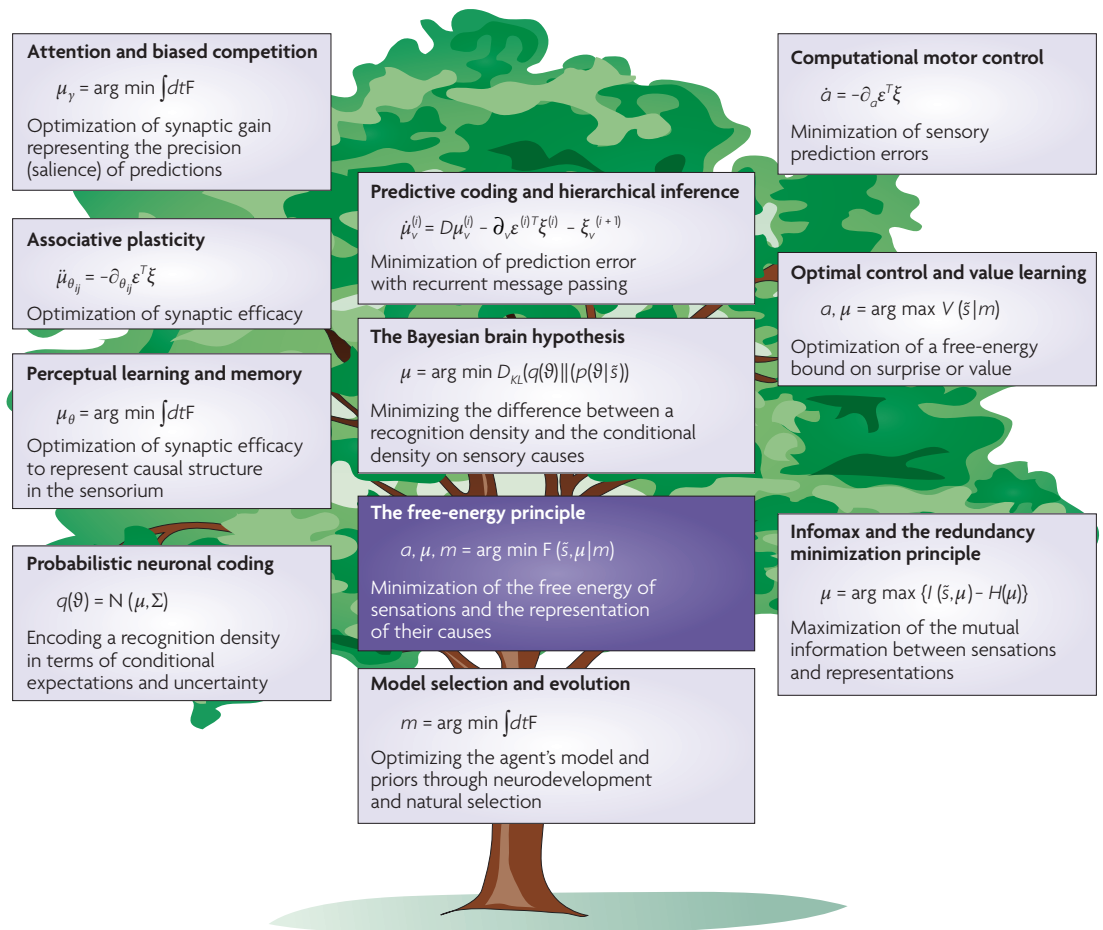 Attention and biased competition
μγ = arg min ∫dtF
Optimization of synaptic gain
representing the precision
(salience) of predictions
Associative plasticity
μ̈θij = –∂θij εᵀξ
Optimization of synaptic efficacy
Perceptual learning and memory
μθ = arg min ∫dtF
Optimization of synaptic efficacy
to represent causal structure
in the sensorium
Probabilistic neuronal coding
q(ϑ) = N (μ,Σ)
Encoding a recognition density
in terms of conditional
expectations and uncertainty
Predictive coding and hierarchical inference
μ̇v(i) = Dμv(i) – ∂v ε(i)Tξ(i) – ξv(i + 1)
Minimization of prediction error
with recurrent message passing
The Bayesian brain hypothesis
μ = arg min DKL(q(ϑ)||(p(ϑ|s̃))
Minimizing the difference between a
recognition density and the conditional
density on sensory causes
The free-energy principle
a, μ, m = arg min F (s̃,μ|m)
Minimization of the free energy of
sensations and the representation
of their causes
Model selection and evolution
m = arg min ∫dtF
Optimizing the agent's model and
priors through neurodevelopment
and natural selection
Computational motor control
ȧ = –∂a εᵀξ
Minimization of sensory
prediction errors
Optimal control and value learning
a, μ = arg max V (s̃|m)
Optimization of a free-energy
bound on surprise or value
Infomax and the redundancy
minimization principle
μ = arg max {I (s̃,μ) – H(μ)}
Maximization of the mutual
information between sensations
and representations